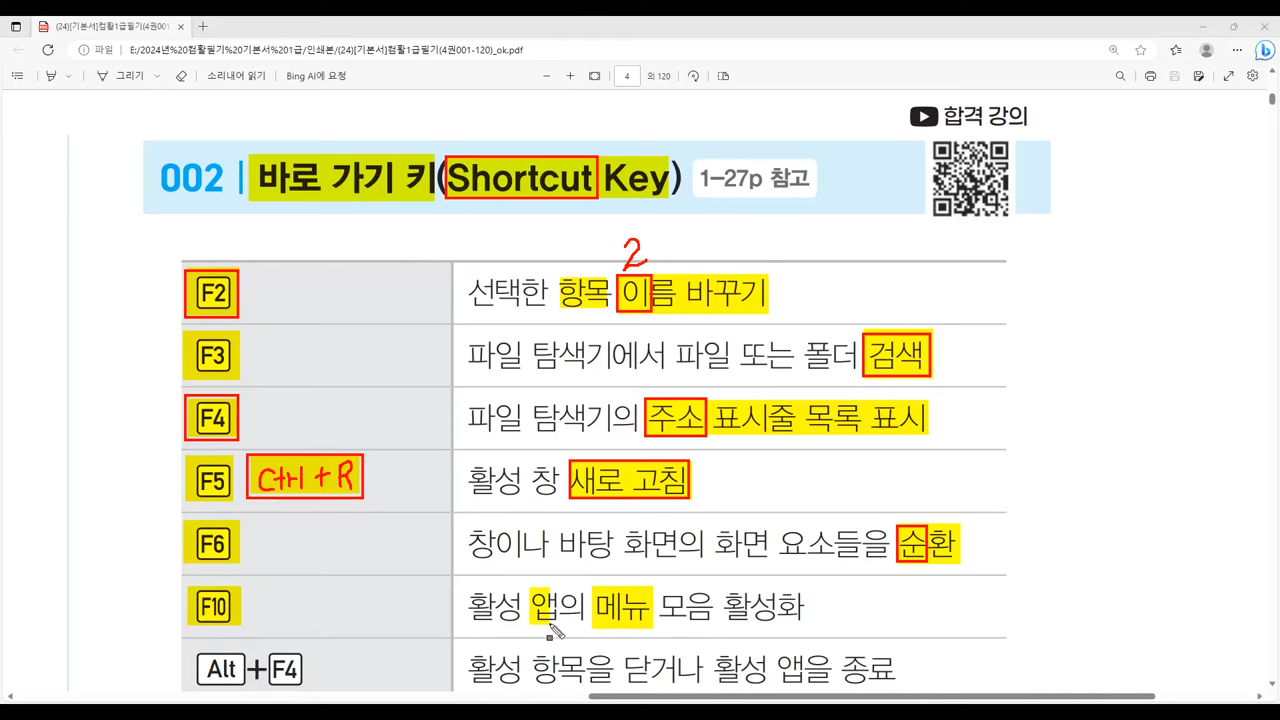 (24)[기본서]컴활1급필기(4권001
파일
E:/2024년%20컴활필기%20기본서%201급/인쇄본/(24)[기본서]컴활1급필기(4권001-120)_ok.pdf
그리기 소리내어 읽기 Bing AI에 요청 4 의 120
합격 강의
002 바로 가기 키(Shortcut Key) 1-27p 참고
2
F2 선택한 항목 이름 바꾸기
F3 파일 탐색기에서 파일 또는 폴더 검색
F4 파일 탐색기의 주소 표시줄 목록 표시
F5 Ctrl + R 활성 창 새로 고침
F6 창이나 바탕 화면의 화면 요소들을 순환
F10 활성 앱의 메뉴 모음 활성화
Alt+F4 활성 항목을 닫거나 활성 앱을 종료